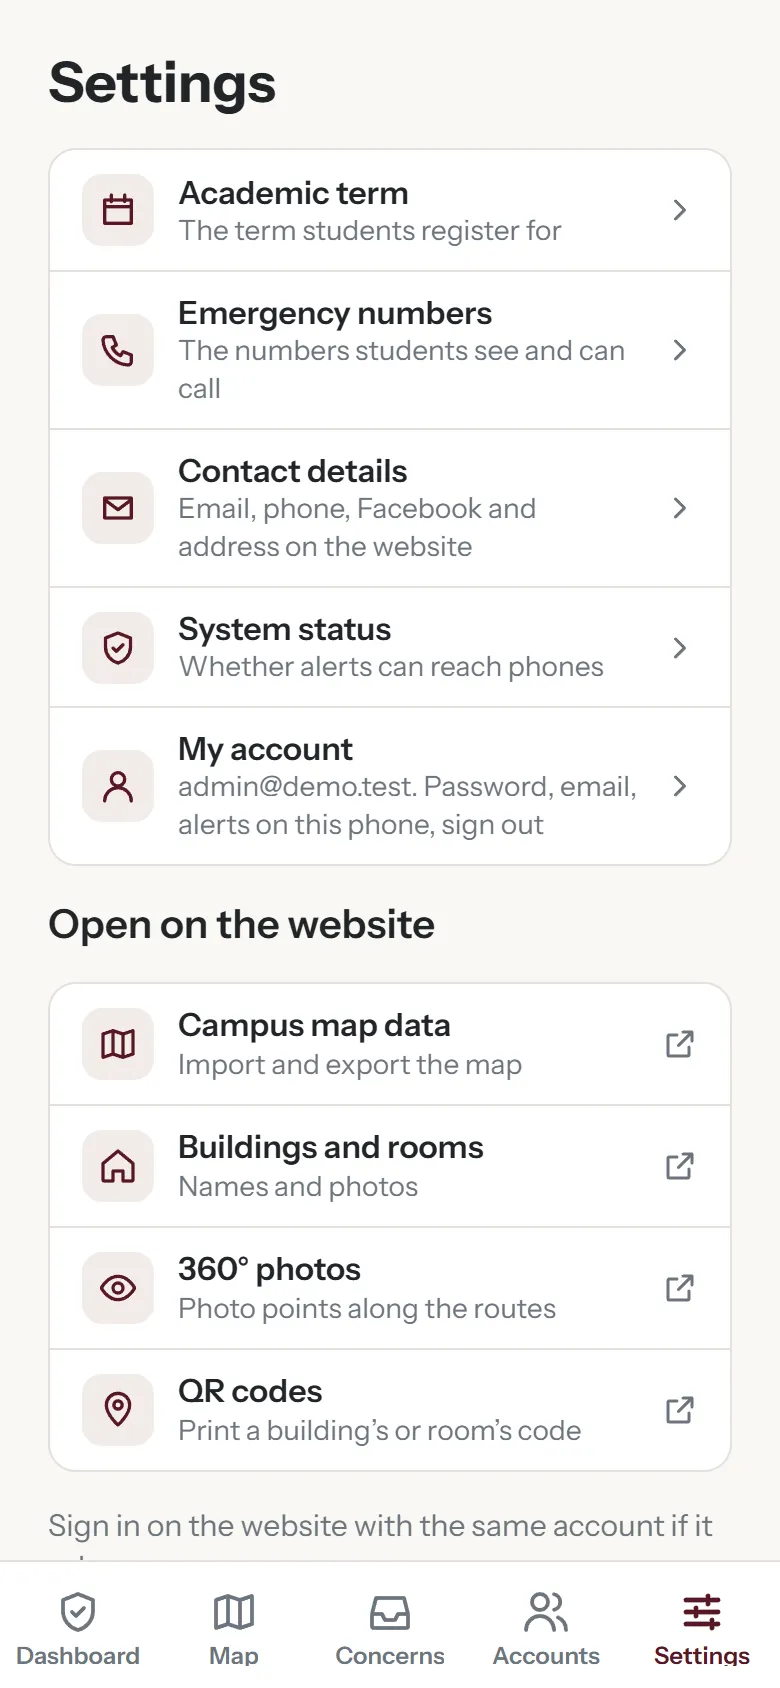 Settings
Academic term
The term students register for
Emergency numbers
The numbers students see and can
call
Contact details
Email, phone, Facebook and
address on the website
System status
Whether alerts can reach phones
My account
admin@demo.test. Password, email,
alerts on this phone, sign out
Open on the website
Campus map data
Import and export the map
Buildings and rooms
Names and photos
360° photos
Photo points along the routes
QR codes
Print a building’s or room’s code
Sign in on the website with the same account if it
Dashboard
Map
Concerns
Accounts
Settings